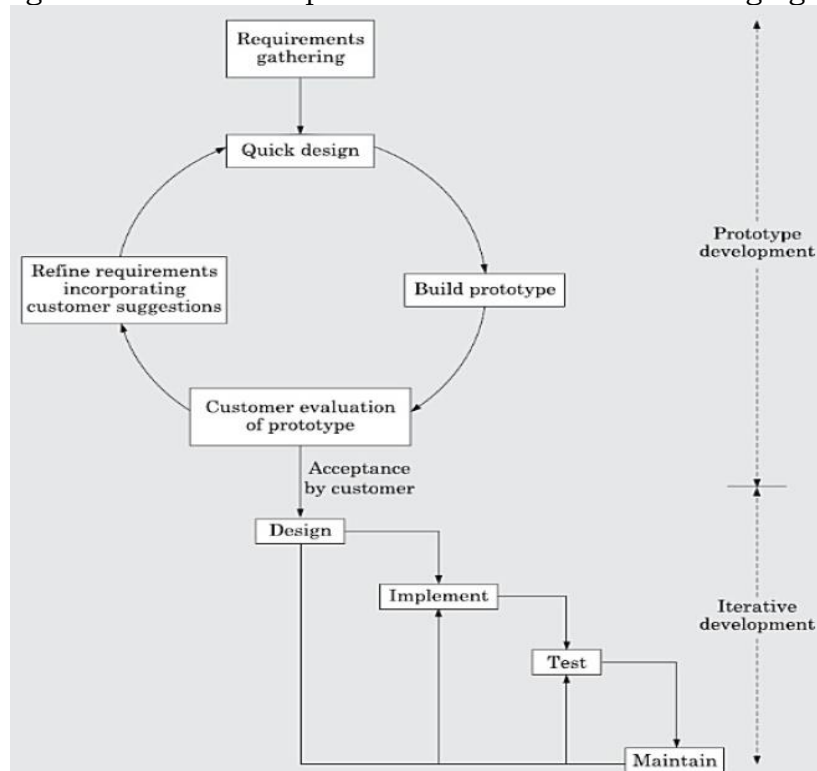 Requirements
gathering
Quick design
Prototype
development
Refine requirements
incorporating
customer suggestions
Build prototype
Customer evaluation
of prototype
Acceptance
by customer
Design
Implement
Iterative
development
Test
Maintain